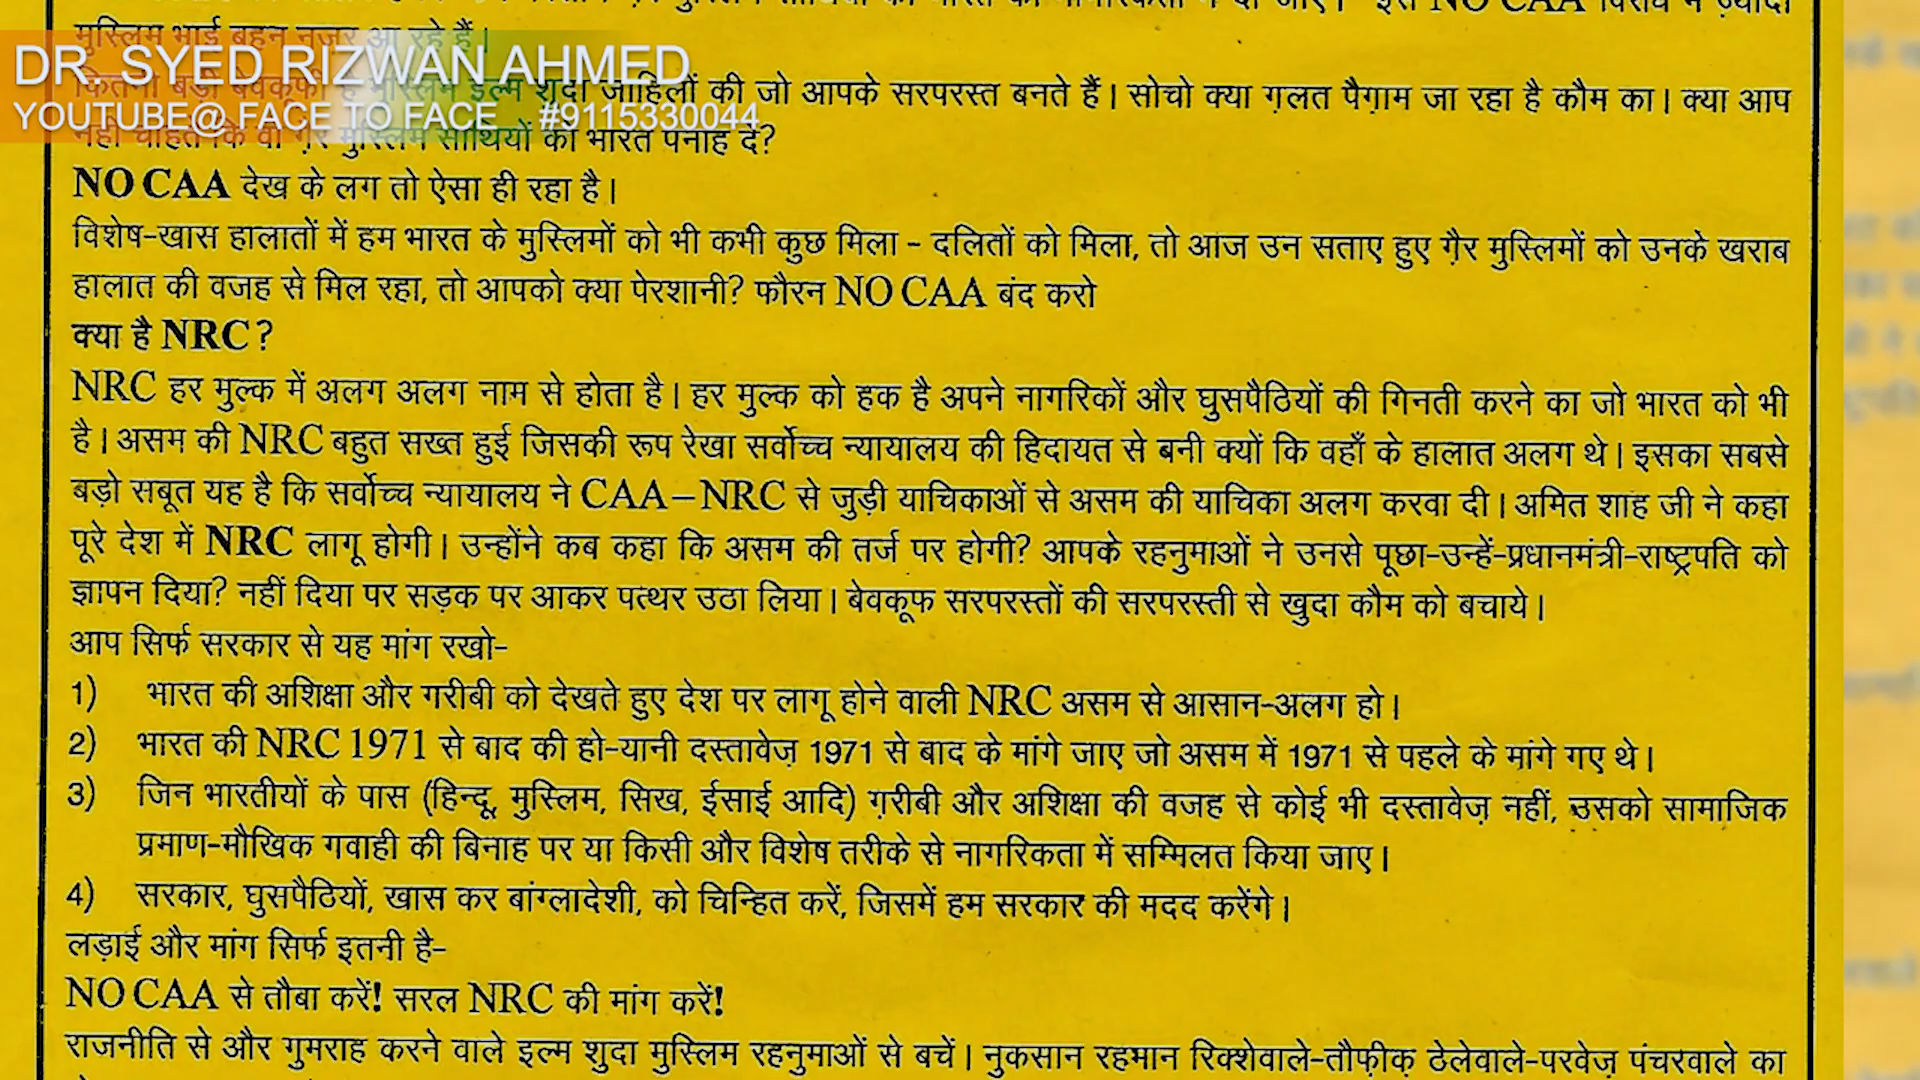 मुस्लिम भाई बहन नज़र आ रहे हैं।
DR. SYED RIZWAN AHMED
जाहिलों की जो आपके सरपरस्त बनते हैं। सोचो क्या ग़लत पैग़ाम जा रहा है कौम का। क्या आप
YOUTUBE@ FACE TO FACE #9115330044
मुस्लिम साथियों को भारत पनाह दे?
NO CAA देख के लग तो ऐसा ही रहा है।
विशेष-खास हालातों में हम भारत के मुस्लिमों को भी कभी कुछ मिला - दलितों को मिला, तो आज उन सताए हुए ग़ैर मुस्लिमों को उनके खराब
हालात की वजह से मिल रहा, तो आपको क्या पेरशानी? फौरन NO CAA बंद करो
क्या है NRC?
NRC हर मुल्क में अलग अलग नाम से होता है। हर मुल्क को हक है अपने नागरिकों और घुसपैठियों की गिनती करने का जो भारत को भी
है। असम की NRC बहुत सख्त हुई जिसकी रूप रेखा सर्वोच्च न्यायालय की हिदायत से बनी क्यों कि वहाँ के हालात अलग थे। इसका सबसे
बड़ो सबूत यह है कि सर्वोच्च न्यायालय ने CAA–NRC से जुड़ी याचिकाओं से असम की याचिका अलग करवा दी। अमित शाह जी ने कहा
पूरे देश में NRC लागू होगी। उन्होंने कब कहा कि असम की तर्ज पर होगी? आपके रहनुमाओं ने उनसे पूछा-उन्हें-प्रधानमंत्री-राष्ट्रपति को
ज्ञापन दिया? नहीं दिया पर सड़क पर आकर पत्थर उठा लिया। बेवकूफ सरपरस्तों की सरपरस्ती से खुदा कौम को बचाये।
आप सिर्फ सरकार से यह मांग रखो-
1) भारत की अशिक्षा और गरीबी को देखते हुए देश पर लागू होने वाली NRC असम से आसान-अलग हो।
2) भारत की NRC 1971 से बाद की हो-यानी दस्तावेज़ 1971 से बाद के मांगे जाए जो असम में 1971 से पहले के मांगे गए थे।
3) जिन भारतीयों के पास (हिन्दू, मुस्लिम, सिख, ईसाई आदि) ग़रीबी और अशिक्षा की वजह से कोई भी दस्तावेज़ नहीं, उसको सामाजिक
प्रमाण-मौखिक गवाही की बिनाह पर या किसी और विशेष तरीके से नागरिकता में सम्मिलत किया जाए।
4) सरकार, घुसपैठियों, खास कर बांग्लादेशी, को चिन्हित करें, जिसमें हम सरकार की मदद करेंगे।
लड़ाई और मांग सिर्फ इतनी है-
NO CAA से तौबा करें! सरल NRC की मांग करें!
राजनीति से और गुमराह करने वाले इल्म शुदा मुस्लिम रहनुमाओं से बचें। नुकसान रहमान रिक्शेवाले-तौफ़ीक़ ठेलेवाले-परवेज़ पंचरवाले का